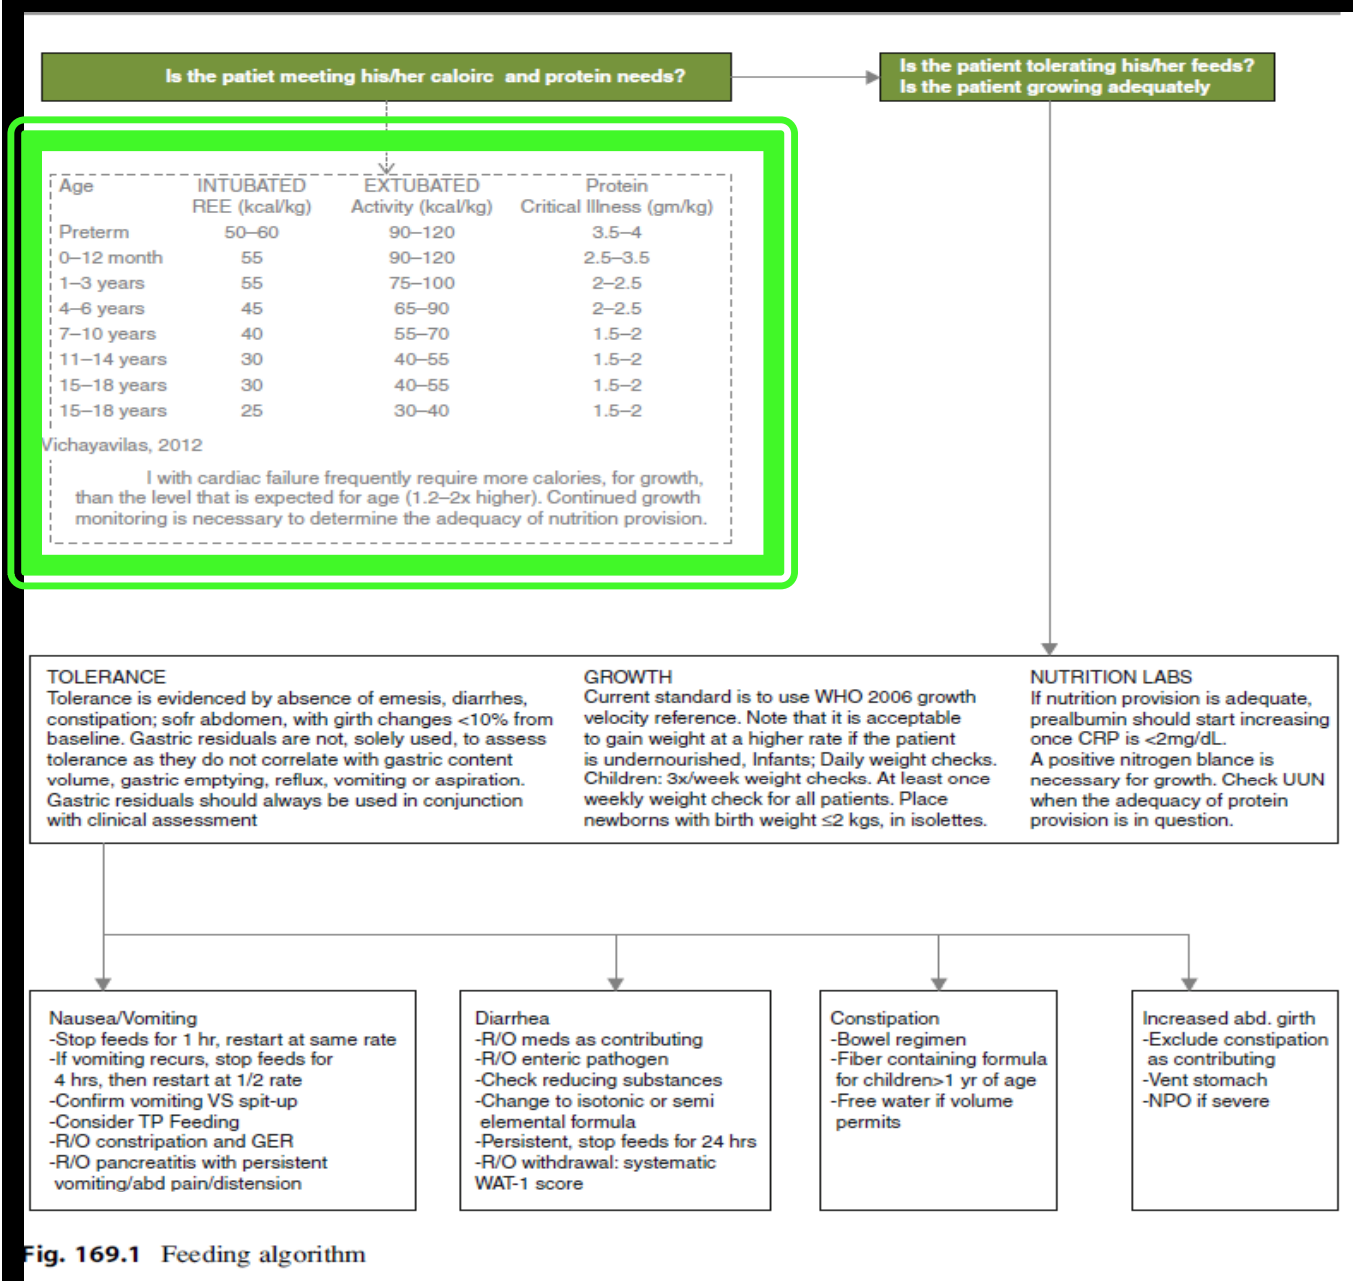 Is the patiet meeting his/her caloirc and protein needs?
Is the patient tolerating his/her feeds?
Is the patient growing adequately
Age INTUBATED EXTUBATED Protein
REE (kcal/kg) Activity (kcal/kg) Critical Illness (gm/kg)
Preterm 50–60 90–120 3.5–4
0–12 month 55 90–120 2.5–3.5
1–3 years 55 75–100 2–2.5
4–6 years 45 65–90 2–2.5
7–10 years 40 55–70 1.5–2
11–14 years 30 40–55 1.5–2
15–18 years 30 40–55 1.5–2
15–18 years 25 30–40 1.5–2
Vichayavilas, 2012
I with cardiac failure frequently require more calories, for growth,
than the level that is expected for age (1.2–2x higher). Continued growth
monitoring is necessary to determine the adequacy of nutrition provision.
TOLERANCE
Tolerance is evidenced by absence of emesis, diarrhes,
constipation; sofr abdomen, with girth changes <10% from
baseline. Gastric residuals are not, solely used, to assess
tolerance as they do not correlate with gastric content
volume, gastric emptying, reflux, vomiting or aspiration.
Gastric residuals should always be used in conjunction
with clinical assessment
GROWTH
Current standard is to use WHO 2006 growth
velocity reference. Note that it is acceptable
to gain weight at a higher rate if the patient
is undernourished, Infants; Daily weight checks.
Children: 3x/week weight checks. At least once
weekly weight check for all patients. Place
newborns with birth weight ≤2 kgs, in isolettes.
NUTRITION LABS
If nutrition provision is adequate,
prealbumin should start increasing
once CRP is <2mg/dL.
A positive nitrogen blance is
necessary for growth. Check UUN
when the adequacy of protein
provision is in question.
Nausea/Vomiting
-Stop feeds for 1 hr, restart at same rate
-If vomiting recurs, stop feeds for
4 hrs, then restart at 1/2 rate
-Confirm vomiting VS spit-up
-Consider TP Feeding
-R/O constripation and GER
-R/O pancreatitis with persistent
vomiting/abd pain/distension
Diarrhea
-R/O meds as contributing
-R/O enteric pathogen
-Check reducing substances
-Change to isotonic or semi
elemental formula
-Persistent, stop feeds for 24 hrs
-R/O withdrawal: systematic
WAT-1 score
Constipation
-Bowel regimen
-Fiber containing formula
for children>1 yr of age
-Free water if volume
permits
Increased abd. girth
-Exclude constipation
as contributing
-Vent stomach
-NPO if severe
Fig. 169.1 Feeding algorithm